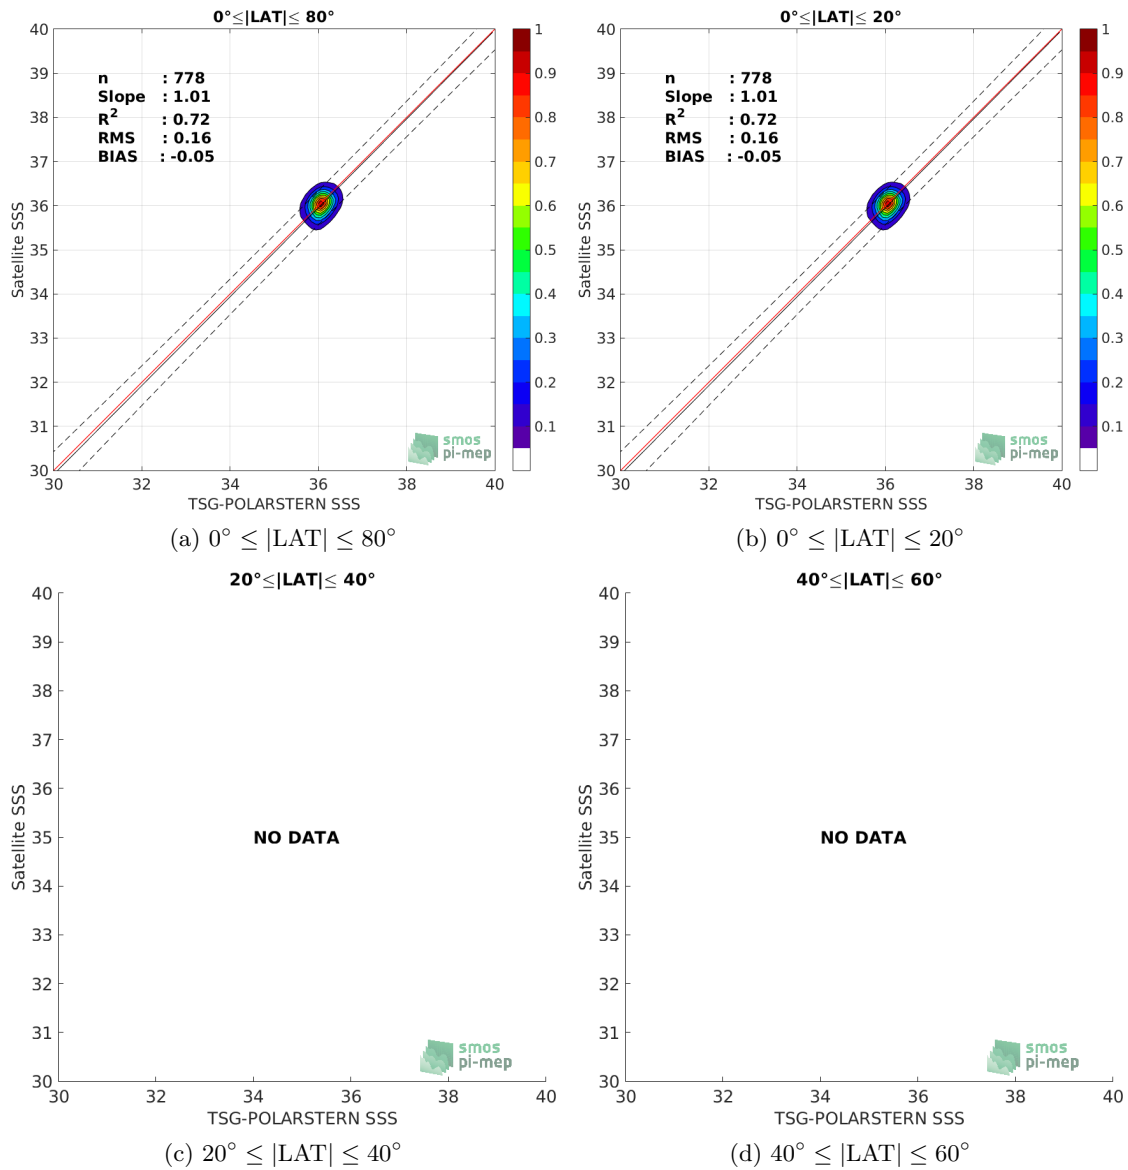 0°≤|LAT|≤ 80°
40
39
38
37
36
35
34
33
32
31
30
Satellite SSS
n : 778
Slope : 1.01
R2 : 0.72
RMS : 0.16
BIAS : -0.05
1
0.9
0.8
0.7
0.6
0.5
0.4
0.3
0.2
0.1
smos
pi-mep
30 32 34 36 38 40
TSG-POLARSTERN SSS
(a) 0° ≤ |LAT| ≤ 80°
0°≤|LAT|≤ 20°
40
39
38
37
36
35
34
33
32
31
30
Satellite SSS
n : 778
Slope : 1.01
R2 : 0.72
RMS : 0.16
BIAS : -0.05
1
0.9
0.8
0.7
0.6
0.5
0.4
0.3
0.2
0.1
smos
pi-mep
30 32 34 36 38 40
TSG-POLARSTERN SSS
(b) 0° ≤ |LAT| ≤ 20°
20°≤|LAT|≤ 40°
40
39
38
37
36
35
34
33
32
31
30
Satellite SSS
NO DATA
smos
pi-mep
30 32 34 36 38 40
TSG-POLARSTERN SSS
(c) 20° ≤ |LAT| ≤ 40°
40°≤|LAT|≤ 60°
40
39
38
37
36
35
34
33
32
31
30
Satellite SSS
NO DATA
smos
pi-mep
30 32 34 36 38 40
TSG-POLARSTERN SSS
(d) 40° ≤ |LAT| ≤ 60°